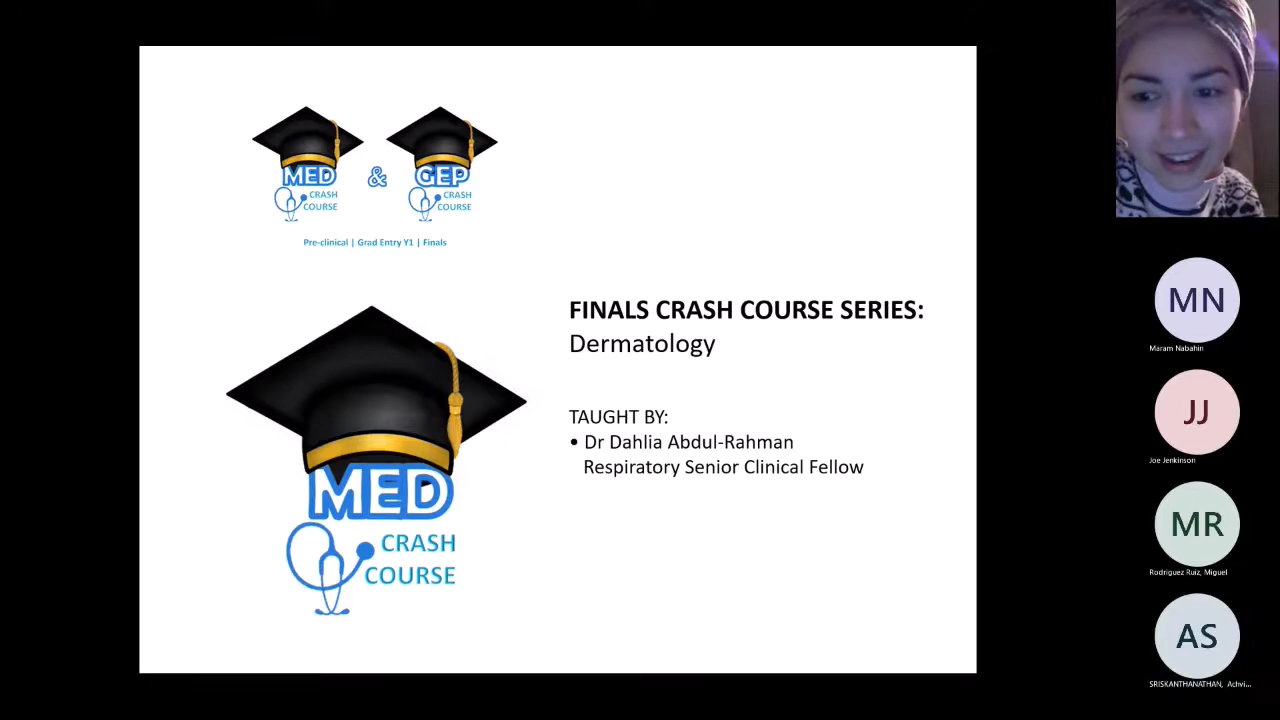 MED & GEP
CRASH CRASH
COURSE COURSE
Pre-clinical | Grad Entry Y1 | Finals
MED
CRASH
COURSE
FINALS CRASH COURSE SERIES:
Dermatology
TAUGHT BY:
• Dr Dahlia Abdul-Rahman
Respiratory Senior Clinical Fellow
MN
Maram Nabahin
JJ
Joe Jenkinson
MR
Rodriguez Ruiz, Miguel
AS
SRISKANTHANATHAN, Achvi...